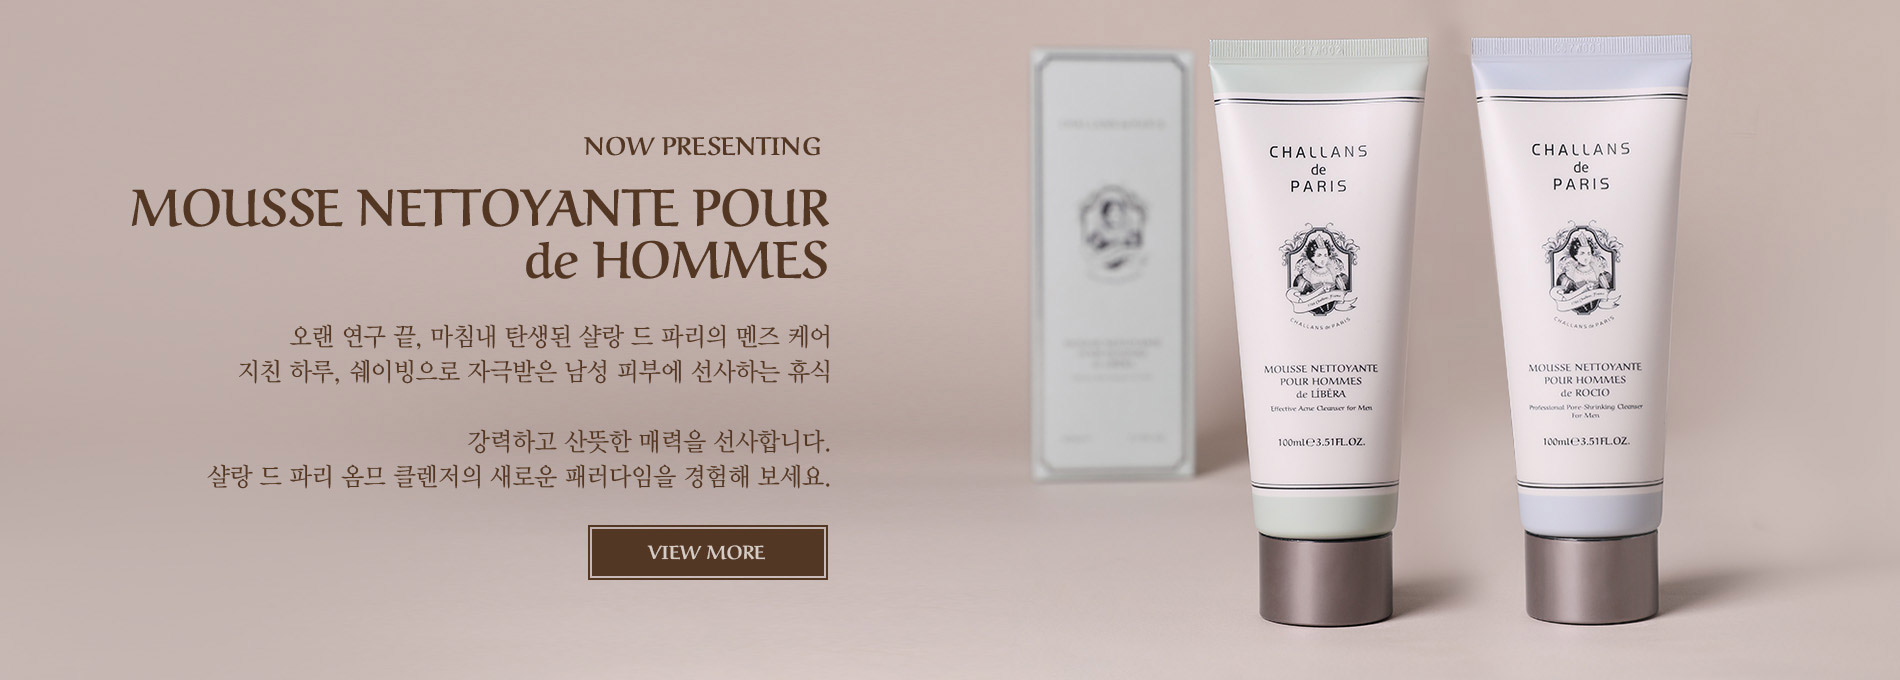 NOW PRESENTING
MOUSSE NETTOYANTE POUR
de HOMMES
오랜 연구 끝, 마침내 탄생된 샬랑 드 파리의 멘즈 케어
지친 하루, 쉐이빙으로 자극받은 남성 피부에 선사하는 휴식
강력하고 산뜻한 매력을 선사합니다.
샬랑 드 파리 옴므 클렌저의 새로운 패러다임을 경험해 보세요.
VIEW MORE
CHALLANS
de
PARIS
CHALLANS de PARIS
MOUSSE NETTOYANTE
POUR HOMMES
de LÍBÉRA
Effective Acne Cleanser for Men
100ml℮3.51FL.OZ.
CHALLANS
de
PARIS
CHALLANS de PARIS
MOUSSE NETTOYANTE
POUR HOMMES
de ROCIO
Professional Pore Shrinking Cleanser
For Men
100ml℮3.51FL.OZ.